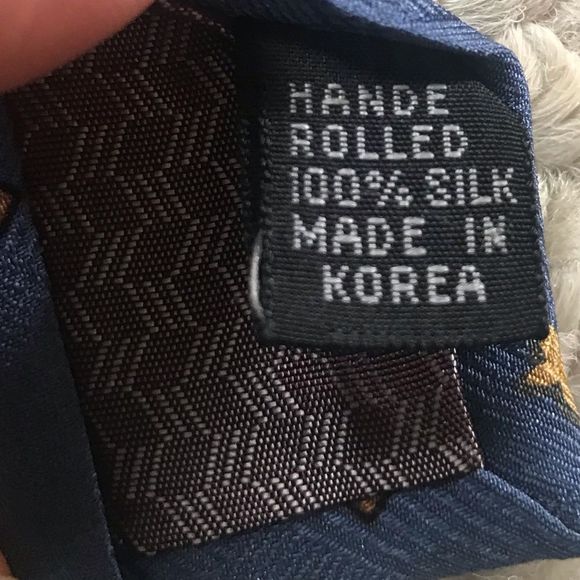 HANDE
ROLLED
100% SILK
MADE IN
KOREA